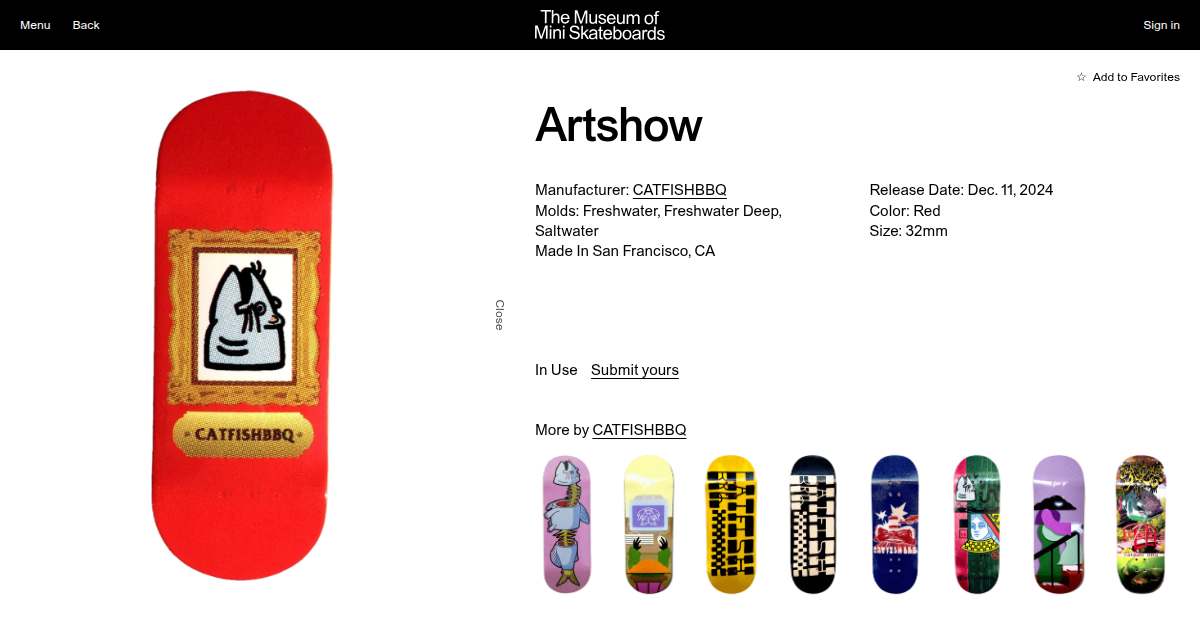 Menu
Back
The Museum of
Mini Skateboards
Sign in
☆ Add to Favorites
Artshow
Manufacturer: CATFISHBBQ
Molds: Freshwater, Freshwater Deep,
Saltwater
Made In San Francisco, CA
Release Date: Dec. 11, 2024
Color: Red
Size: 32mm
CATFISHBBQ
Close
In Use
Submit yours
More by CATFISHBBQ